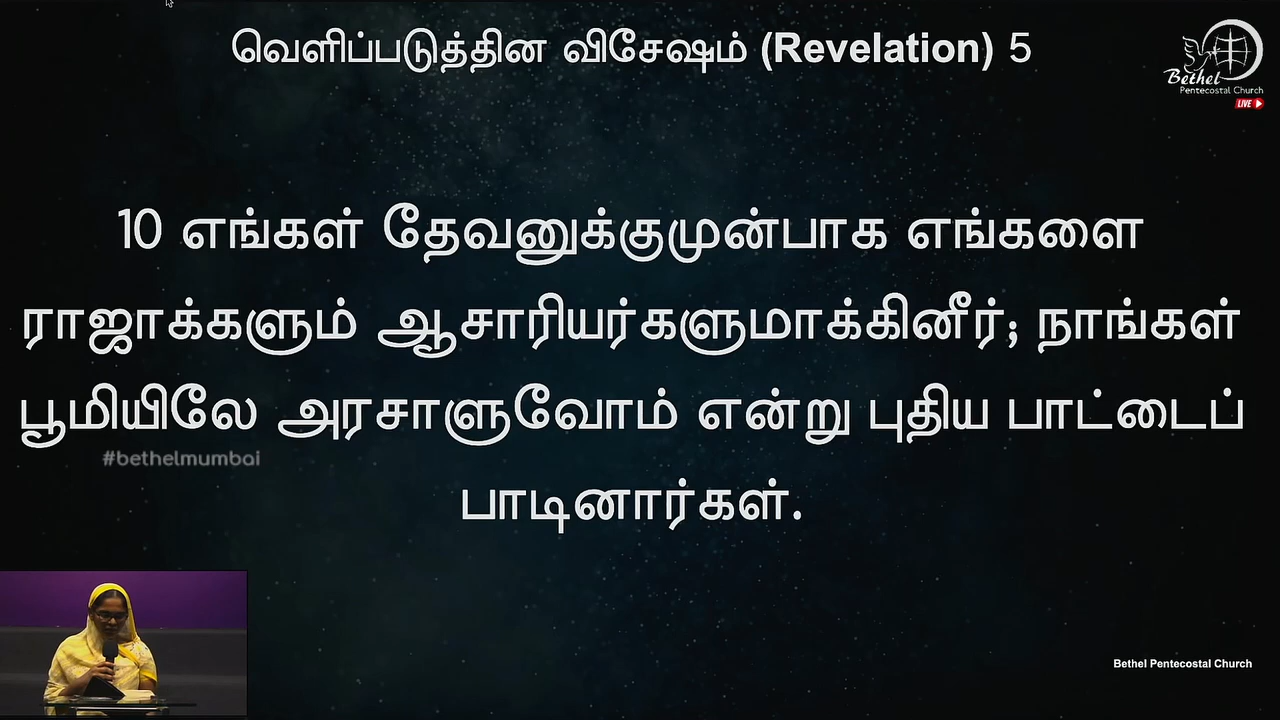 வெளிப்படுத்தின விசேஷம் (Revelation) 5
Bethel
Pentecostal Church
LIVE
10 எங்கள் தேவனுக்குமுன்பாக எங்களை
ராஜாக்களும் ஆசாரியர்களுமாக்கினீர்; நாங்கள்
பூமியிலே அரசாளுவோம் என்று புதிய பாட்டைப்
#bethelmumbai
பாடினார்கள்.
Bethel Pentecostal Church